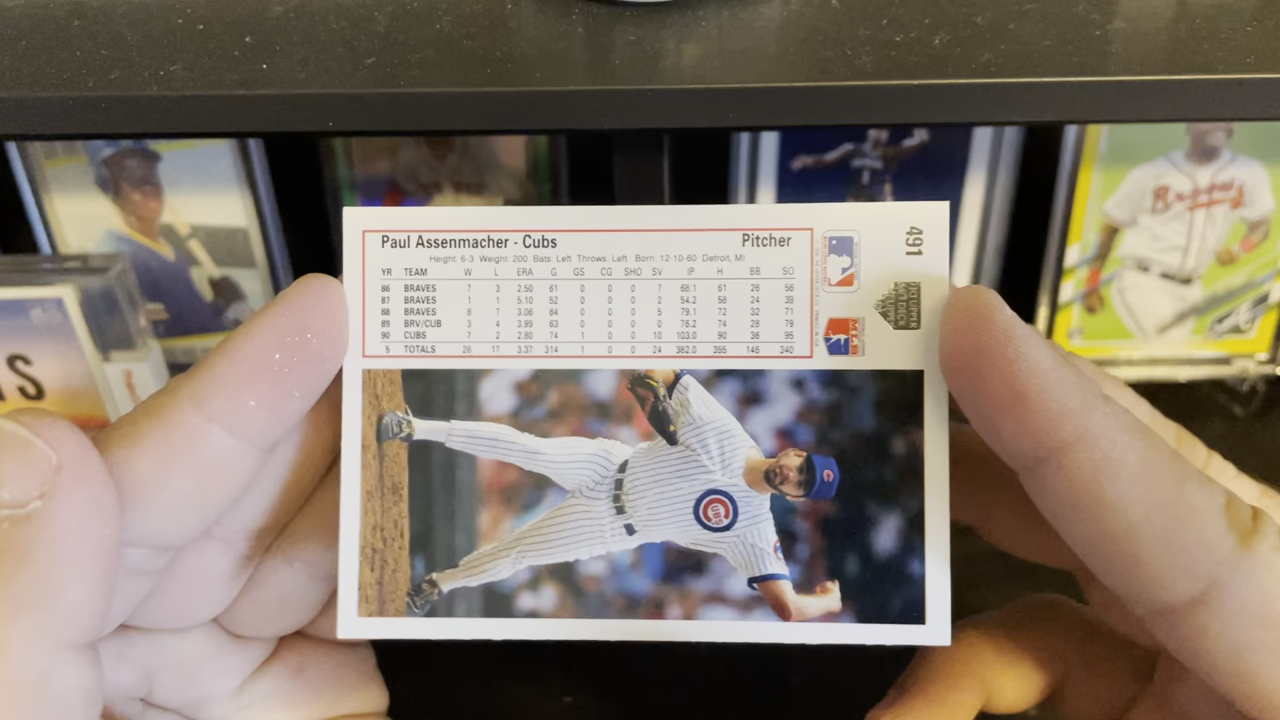 Paul Assenmacher - Cubs Pitcher
Height: 6-3 Weight: 200 Bats: Left Throws: Left Born: 12-10-60 Detroit, MI
YR TEAM W L ERA G GS CG SHO SV IP H BB SO
86 BRAVES 7 3 2.50 61 0 0 0 7 68.1 61 26 56
87 BRAVES 1 1 5.10 52 0 0 0 2 54.2 58 24 39
88 BRAVES 8 7 3.06 64 0 0 0 5 79.1 72 32 71
89 BRV/CUB 3 4 3.99 63 0 0 0 0 76.2 74 28 79
90 CUBS 7 2 2.80 74 1 0 0 10 103.0 90 36 95
5 TOTALS 26 17 3.37 314 1 0 0 24 382.0 355 146 340
491
UPPER DECK
CUBS
C
Braves
S